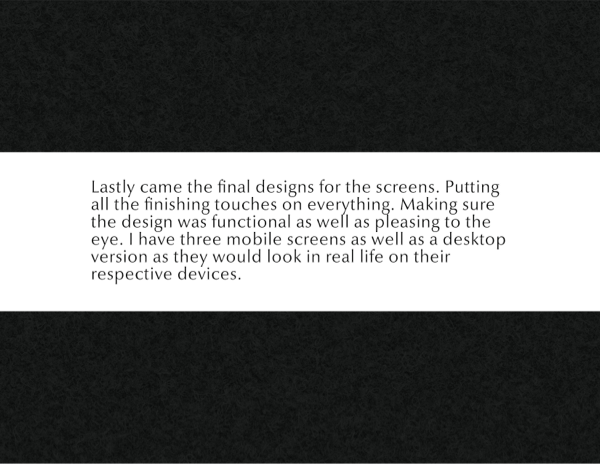 Lastly came the final designs for the screens. Putting
all the finishing touches on everything. Making sure
the design was functional as well as pleasing to the
eye. I have three mobile screens as well as a desktop
version as they would look in real life on their
respective devices.